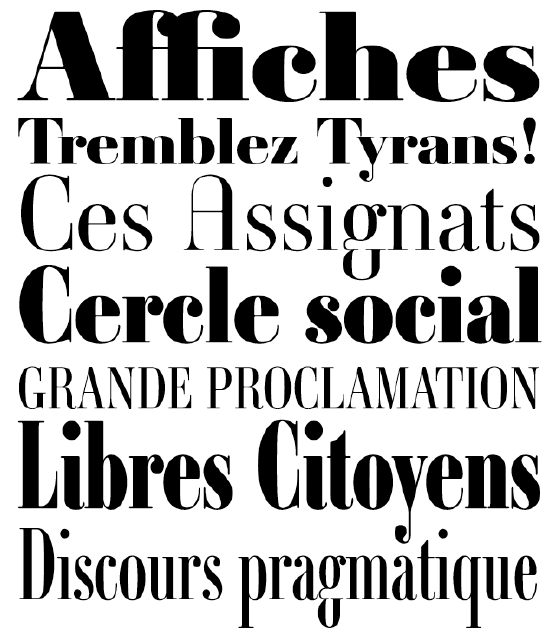 Affiches
Tremblez Tyrans!
Ces Assignats
Cercle social
GRANDE PROCLAMATION
Libres Citoyens
Discours pragmatique